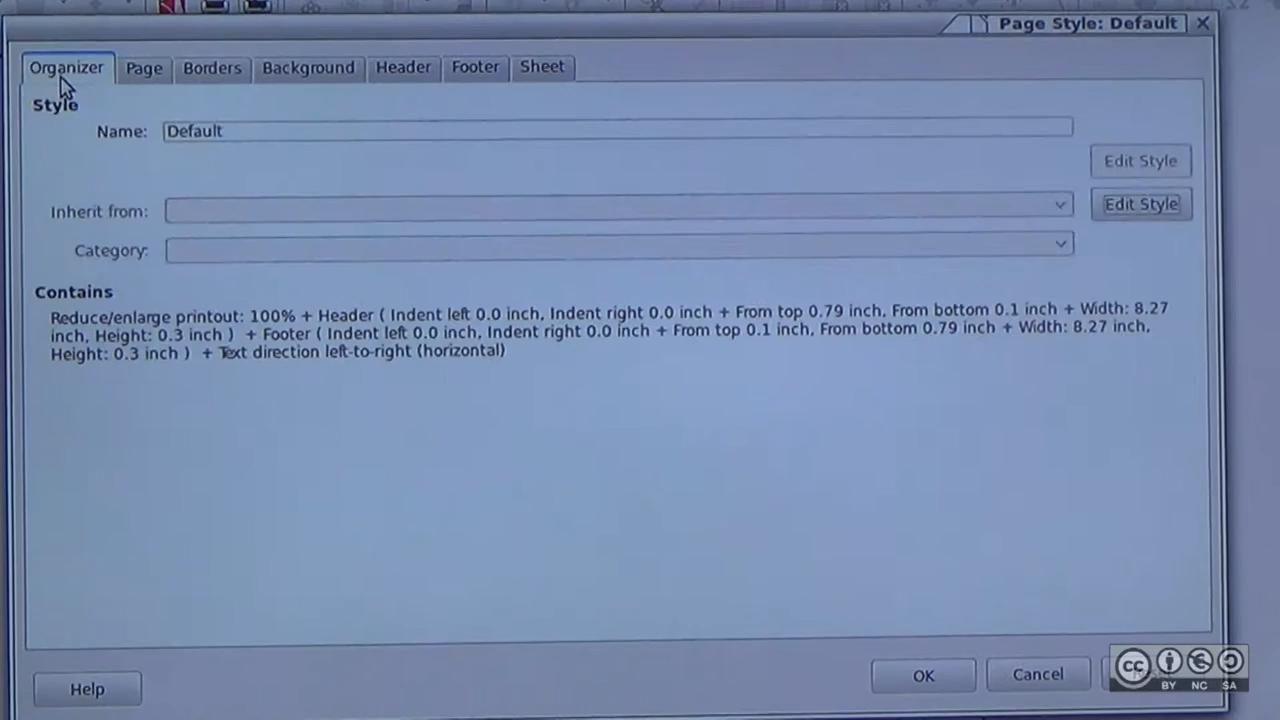 Page Style: Default
Organizer Page Borders Background Header Footer Sheet
Style
Name: Default
Edit Style
Inherit from: Edit Style
Category:
Contains
Reduce/enlarge printout: 100% + Header ( Indent left 0.0 inch, Indent right 0.0 inch + From top 0.79 inch, From bottom 0.1 inch + Width: 8.27
inch, Height: 0.3 inch ) + Footer ( Indent left 0.0 inch, Indent right 0.0 inch + From top 0.1 inch, From bottom 0.79 inch + Width: 8.27 inch,
Height: 0.3 inch ) + Text direction left-to-right (horizontal)
Help OK Cancel
cc BY NC SA